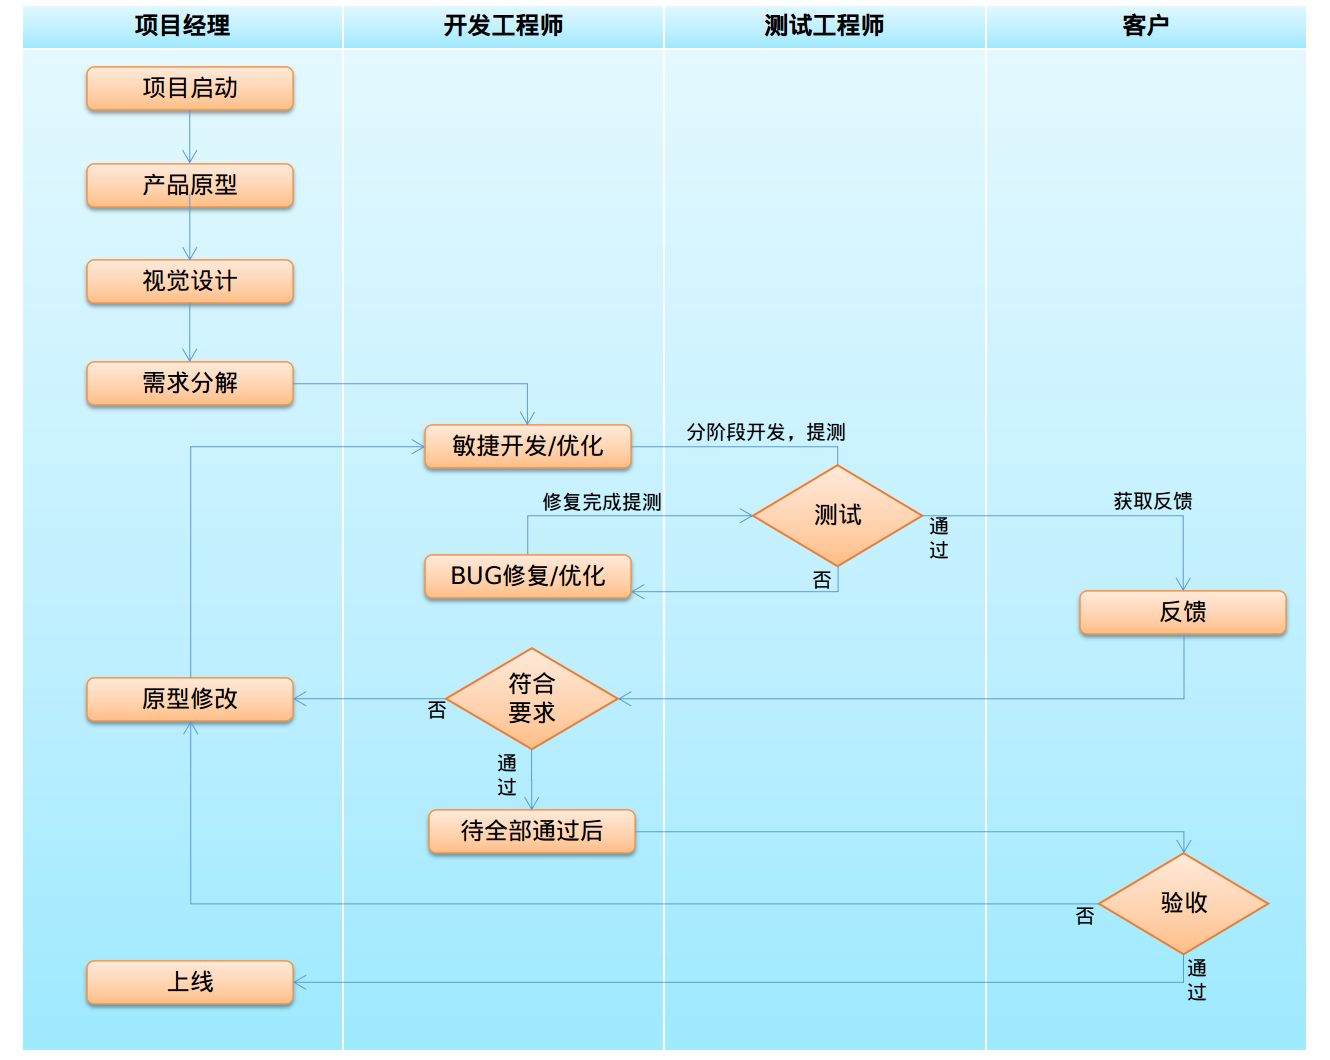 项目经理
开发工程师
测试工程师
客户
项目启动
产品原型
视觉设计
需求分解
敏捷开发/优化
分阶段开发，提测
修复完成提测
测试
通
过
获取反馈
BUG修复/优化
否
反馈
符合
要求
原型修改
否
通
过
待全部通过后
验收
否
上线
通
过